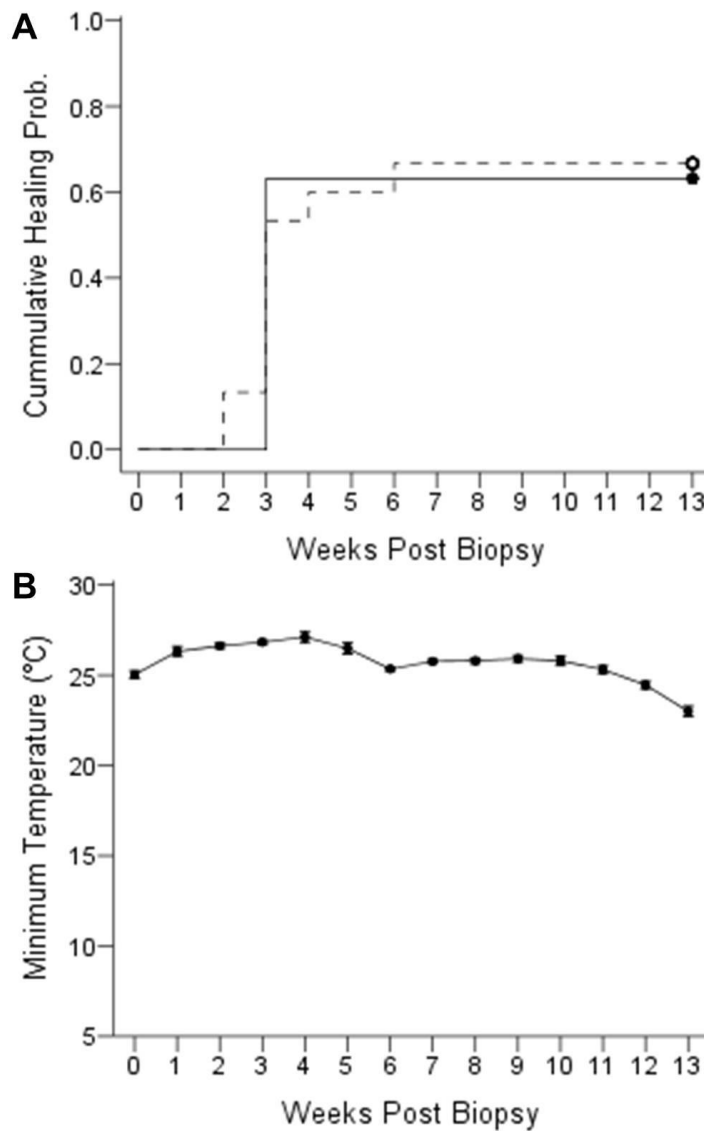 A
Cummulative Healing Prob.
1.0
0.8
0.6
0.4
0.2
0.0
0 1 2 3 4 5 6 7 8 9 10 11 12 13
Weeks Post Biopsy
B
Minimum Temperature (°C)
30
25
20
15
10
5
0 1 2 3 4 5 6 7 8 9 10 11 12 13
Weeks Post Biopsy